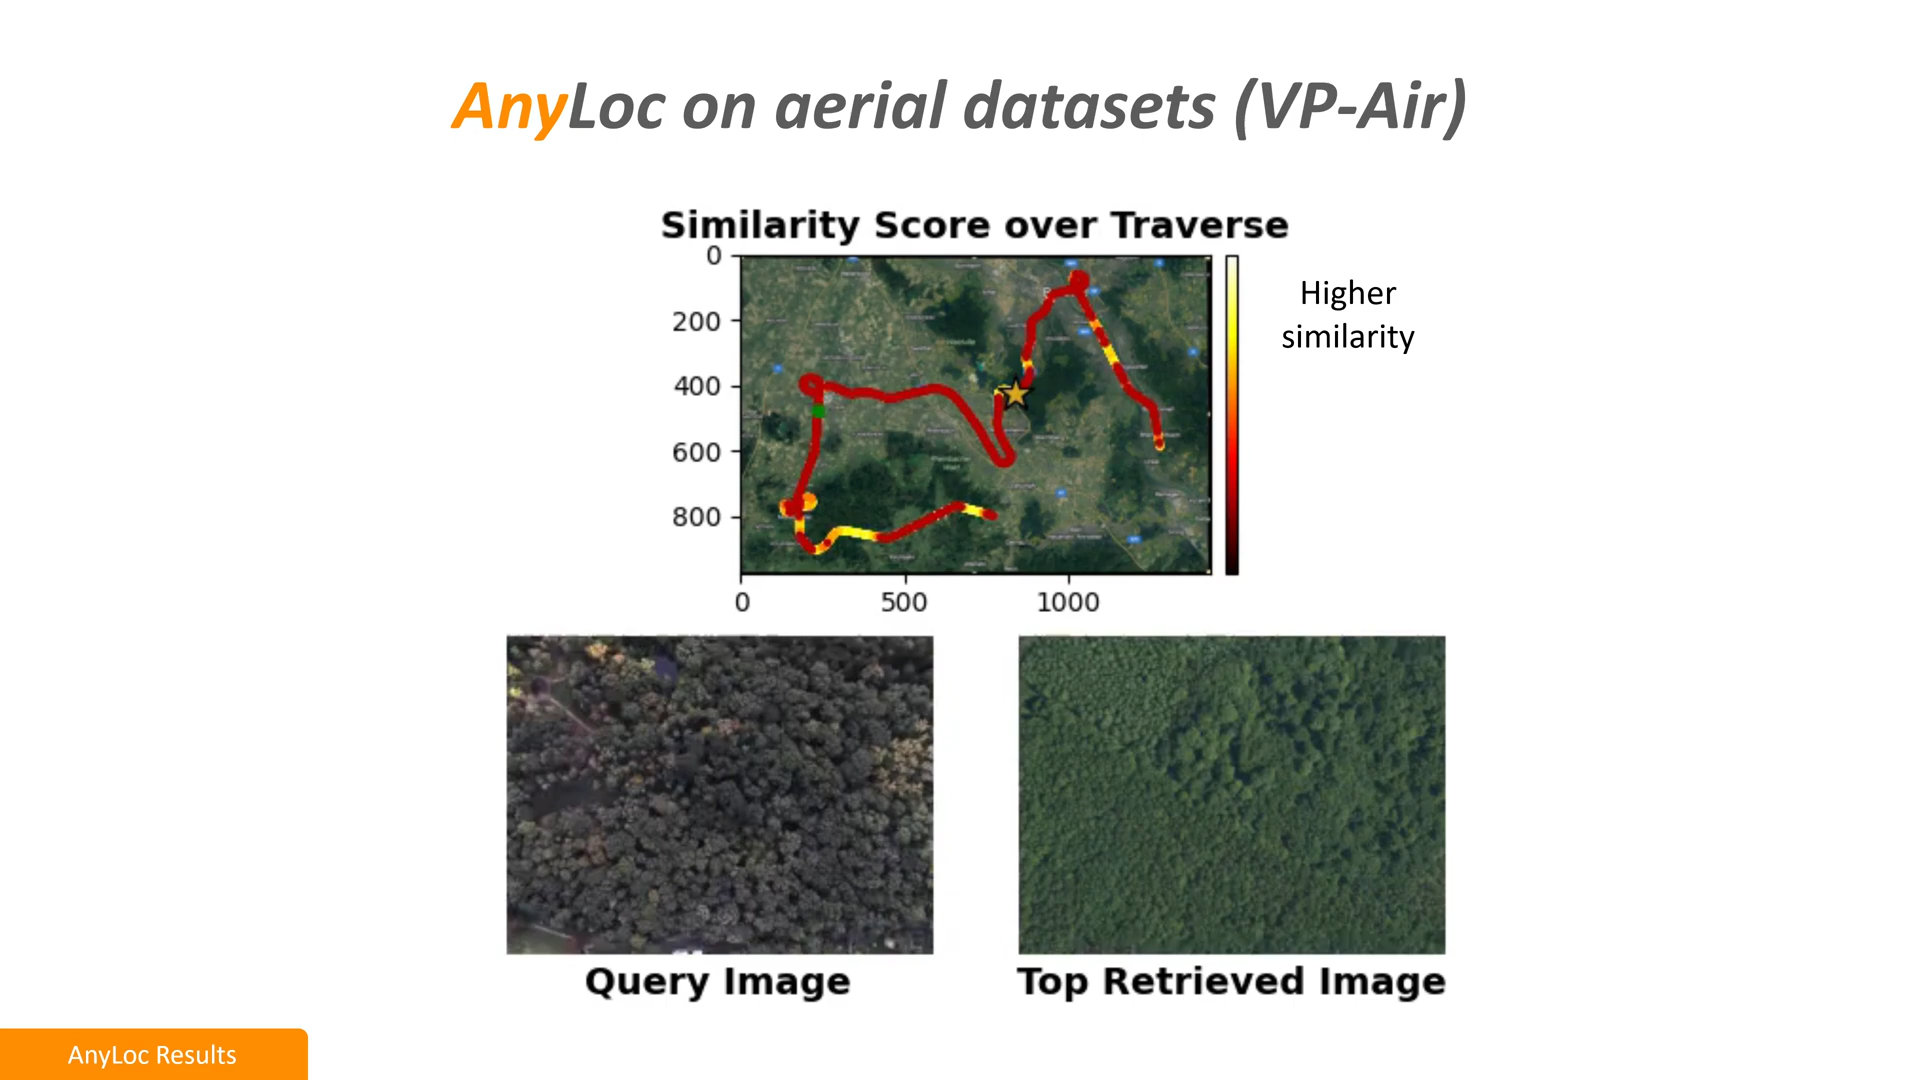 AnyLoc on aerial datasets (VP-Air)
Similarity Score over Traverse
0
200
400
600
800
0
500
1000
Higher
similarity
Query Image
Top Retrieved Image
AnyLoc Results